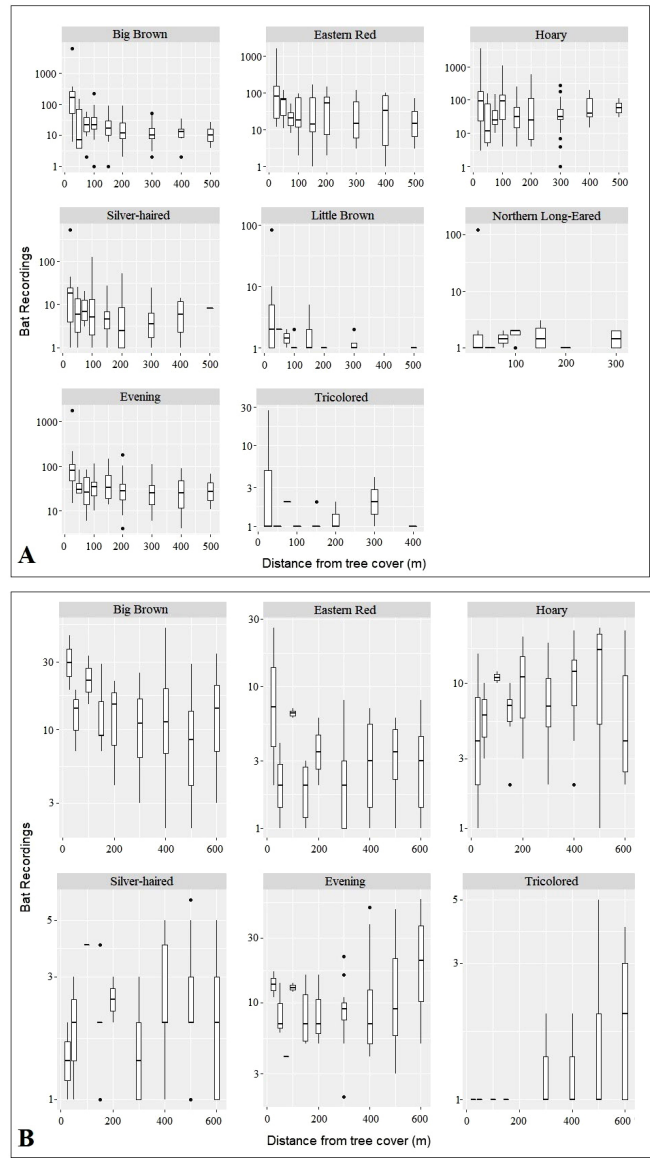 Big Brown
Eastern Red
Hoary
1000
100
10
1
0 100 200 300 400 500
1000
100
10
1
0 100 200 300 400 500
1000
100
10
1
0 100 200 300 400 500
Bat Recordings
Silver-haired
Little Brown
Northern Long-Eared
100
10
1
0 100 200 300 400 500
100
10
1
0 100 200 300 400 500
100
10
1
100 200 300
Evening
Tricolored
1000
100
10
0 100 200 300 400 500
30
10
3
1
0 100 200 300 400
Distance from tree cover (m)
A
Big Brown
Eastern Red
Hoary
30
10
3
0 200 400 600
30
10
3
1
0 200 400 600
10
3
1
0 200 400 600
Bat Recordings
Silver-haired
Evening
Tricolored
5
3
1
0 200 400 600
30
10
3
0 200 400 600
5
3
1
0 200 400 600
Distance from tree cover (m)
B